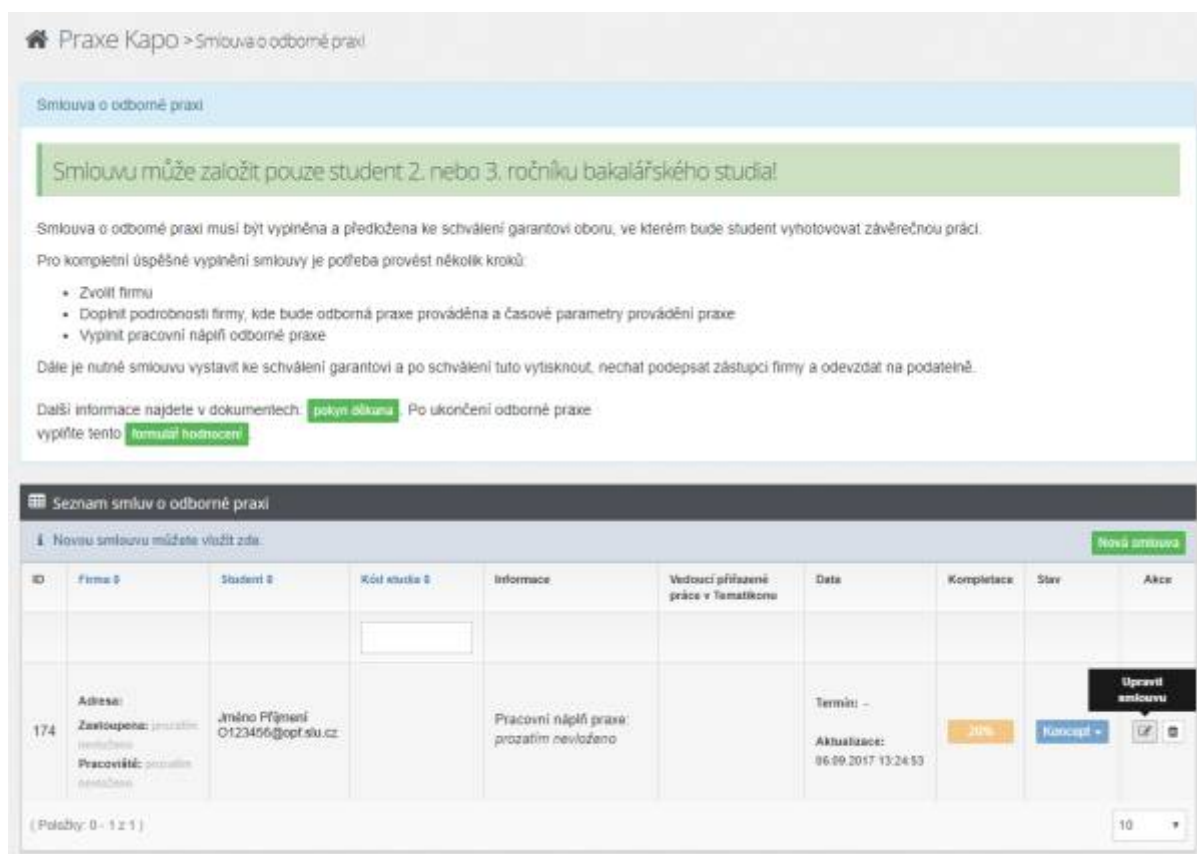 Praxe Kapo > Smlouva o odborné praxi
Smlouva o odborné praxi
Smlouvu může založit pouze student 2. nebo 3. ročníku bakalářského studia!
Smlouva o odborné praxi musí být vyplněna a předložena ke schválení garantovi oboru, ve kterém bude student vyhotovovat závěrečnou práci.
Pro kompletní úspěšné vyplnění smlouvy je potřeba provést několik kroků:
• Zvolit firmu
• Doplnit podrobnosti firmy, kde bude odborná praxe prováděna a časové parametry provádění praxe
• Vyplnit pracovní náplň odborné praxe
Dále je nutné smlouvu vystavit ke schválení garantovi a po schválení tuto vytisknout, nechat podepsat zástupci firmy a odevzdat na podatelně.
Další informace najdete v dokumentech: pokyn děkana. Po ukončení odborné praxe
vyplňte tento formulář hodnocení.
Seznam smluv o odborné praxi
Novou smlouvu můžete vložit zde. Nová smlouva
ID Firma Student Kód studia Informace Vedoucí přiřazené Data Kompletace Stav Akce
práce v Tematikonu
Upravit
smlouvu
Adresa: Termín: –
174 Zastoupena: prozatím Jméno Příjmení Pracovní náplň praxe: 20% Koncept
nevloženo O123456@opf.slu.cz prozatím nevloženo Aktualizace:
Pracoviště: prozatím 06.09.2017 13:24:53
nevloženo
( Položky: 0 - 1 z 1 ) 10